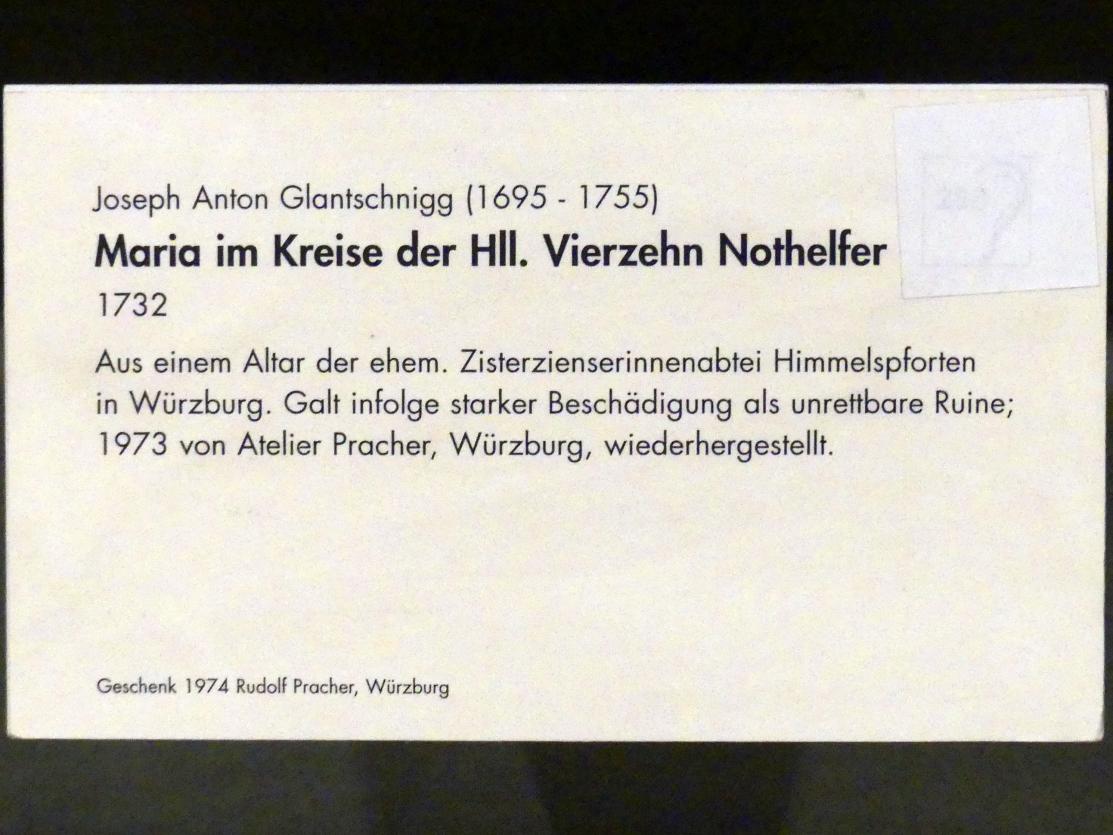 Joseph Anton Glantschnigg (1695 - 1755)
Maria im Kreise der Hll. Vierzehn Nothelfer
1732
Aus einem Altar der ehem. Zisterzienserinnenabtei Himmelspforten
in Würzburg. Galt infolge starker Beschädigung als unrettbare Ruine;
1973 von Atelier Pracher, Würzburg, wiederhergestellt.
Geschenk 1974 Rudolf Pracher, Würzburg